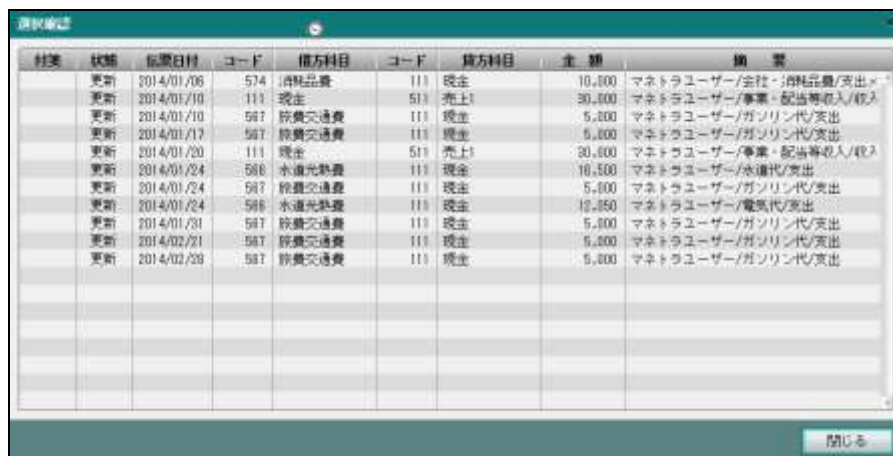 選択確認
付箋 状態 伝票日付 コード 借方科目 コード 貸方科目 金 額 摘 要
更新 2014/01/06 574 消耗品費 111 現金 10,000 マネトラユーザー/会社・消耗品費/支出
更新 2014/01/10 111 現金 511 売上1 30,000 マネトラユーザー/事業・配当等収入/収入
更新 2014/01/10 567 旅費交通費 111 現金 5,000 マネトラユーザー/ガソリン代/支出
更新 2014/01/17 567 旅費交通費 111 現金 5,000 マネトラユーザー/ガソリン代/支出
更新 2014/01/20 111 現金 511 売上1 30,000 マネトラユーザー/事業・配当等収入/収入
更新 2014/01/24 566 水道光熱費 111 現金 16,500 マネトラユーザー/水道代/支出
更新 2014/01/24 567 旅費交通費 111 現金 5,000 マネトラユーザー/ガソリン代/支出
更新 2014/01/24 566 水道光熱費 111 現金 12,050 マネトラユーザー/電気代/支出
更新 2014/01/31 567 旅費交通費 111 現金 5,000 マネトラユーザー/ガソリン代/支出
更新 2014/02/21 567 旅費交通費 111 現金 5,000 マネトラユーザー/ガソリン代/支出
更新 2014/02/28 567 旅費交通費 111 現金 5,000 マネトラユーザー/ガソリン代/支出
閉じる